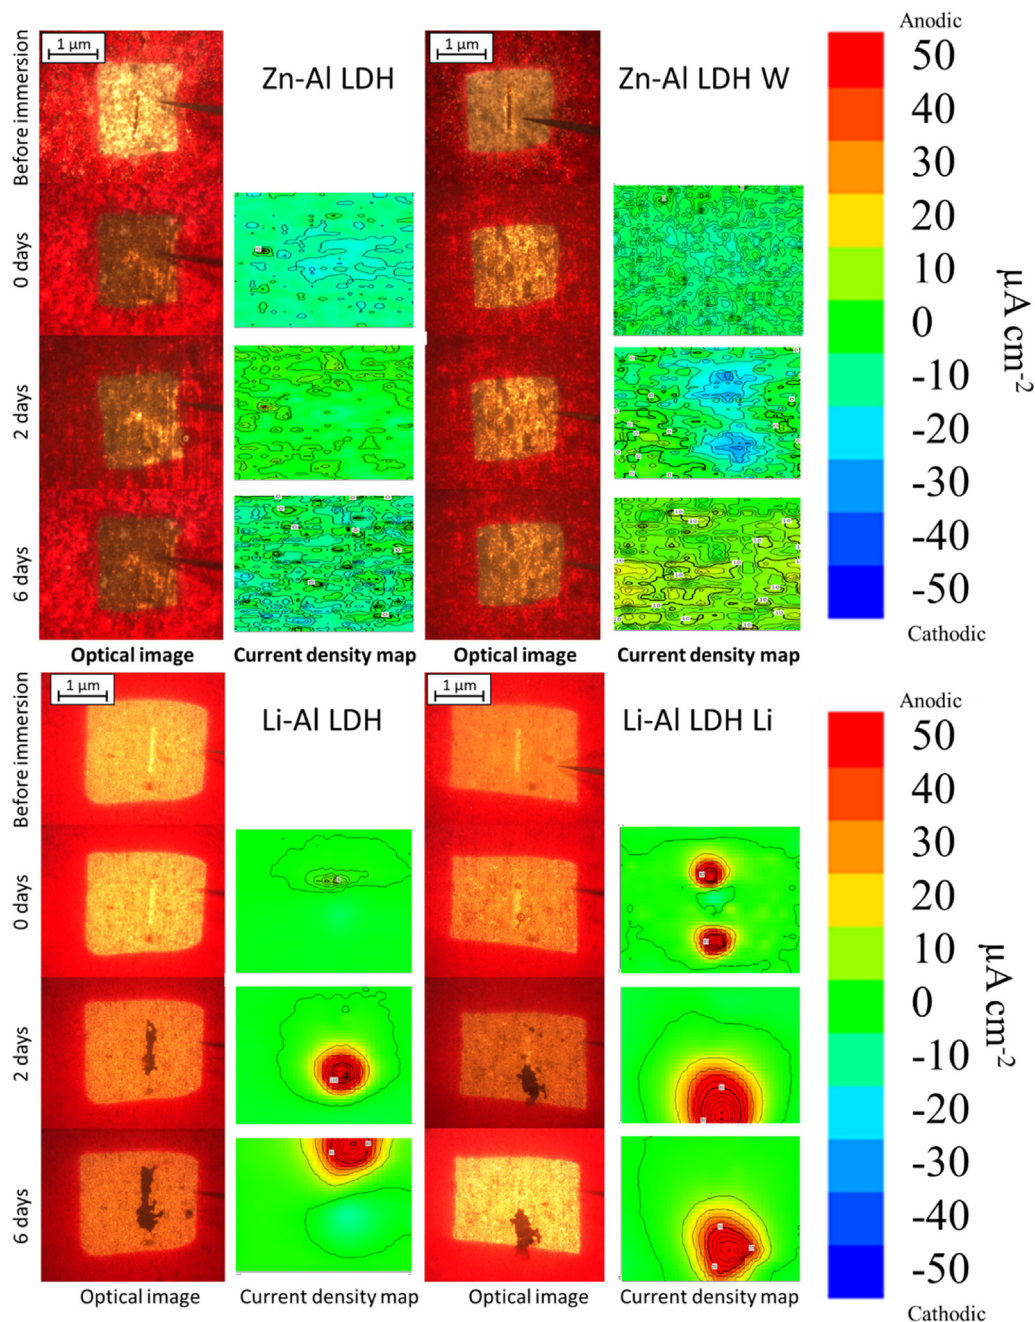 1 µm
Zn-Al LDH
1 µm
Zn-Al LDH W
Before immersion
0 days
2 days
6 days
Optical image
Current density map
Optical image
Current density map
Anodic
50
40
30
20
10
0
-10
-20
-30
-40
-50
Cathodic
µA cm-2
1 µm
Li-Al LDH
1 µm
Li-Al LDH Li
Before immersion
0 days
2 days
6 days
Optical image
Current density map
Optical image
Current density map
Anodic
50
40
30
20
10
0
-10
-20
-30
-40
-50
Cathodic
µA cm-2